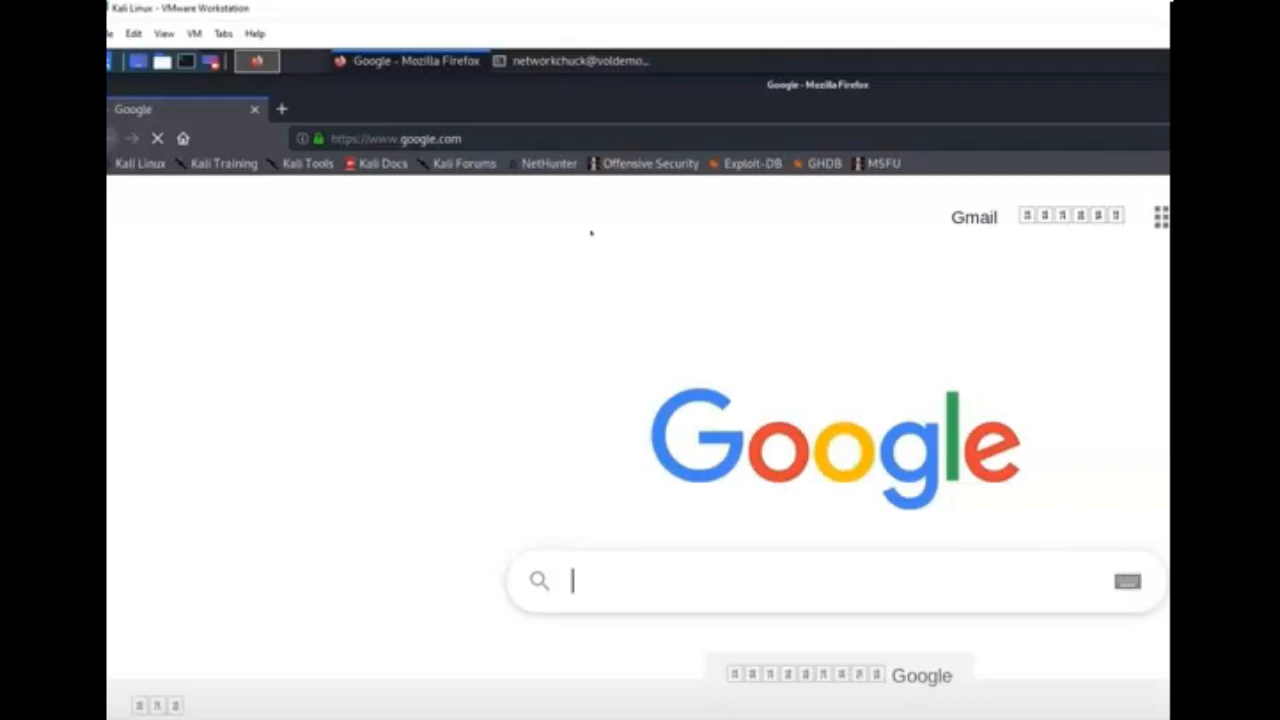 Kali Linux - VMware Workstation
Edit View VM Tabs Help
Google - Mozilla Firefox networkchuck@voldemo...
Google - Mozilla Firefox
Google
https://www.google.com
Kali Linux Kali Training Kali Tools Kali Docs Kali Forums NetHunter Offensive Security Exploit-DB GHDB MSFU
Gmail
Google
Google